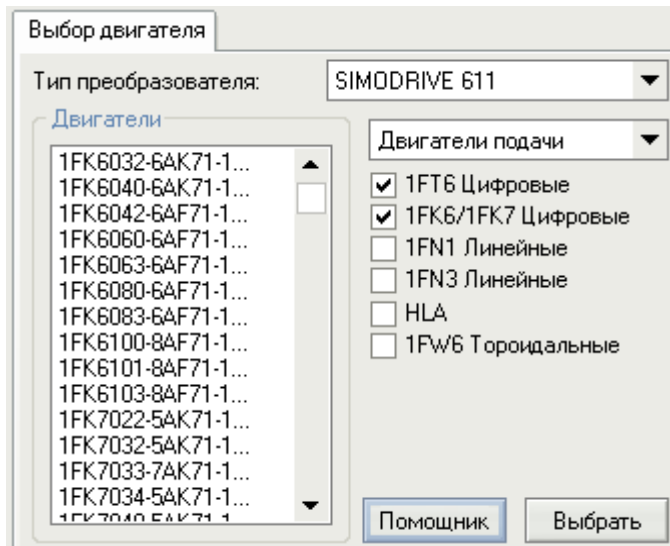 Выбор двигателя
Тип преобразователя:
SIMODRIVE 611
Двигатели
1FK6032-6AK71-1...
1FK6040-6AK71-1...
1FK6042-6AF71-1...
1FK6060-6AF71-1...
1FK6063-6AF71-1...
1FK6080-6AF71-1...
1FK6083-6AF71-1...
1FK6100-8AF71-1...
1FK6101-8AF71-1...
1FK6103-8AF71-1...
1FK7022-5AK71-1...
1FK7032-5AK71-1...
1FK7033-7AK71-1...
1FK7034-5AK71-1...
Двигатели подачи
1FT6 Цифровые
1FK6/1FK7 Цифровые
1FN1 Линейные
1FN3 Линейные
HLA
1FW6 Тороидальные
Помощник
Выбрать